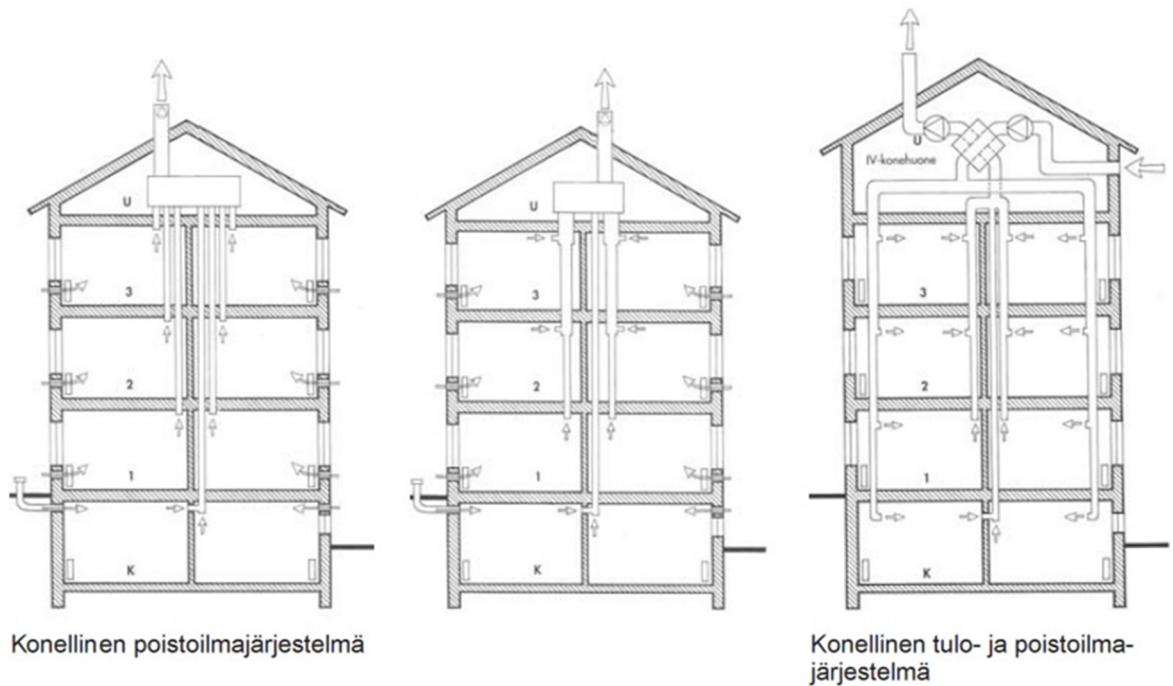 U
3
2
1
K
U
3
2
1
K
U
IV-konehuone
3
2
1
K
Konellinen poistoilmajärjestelmä
Konellinen tulo- ja poistoilma-
järjestelmä